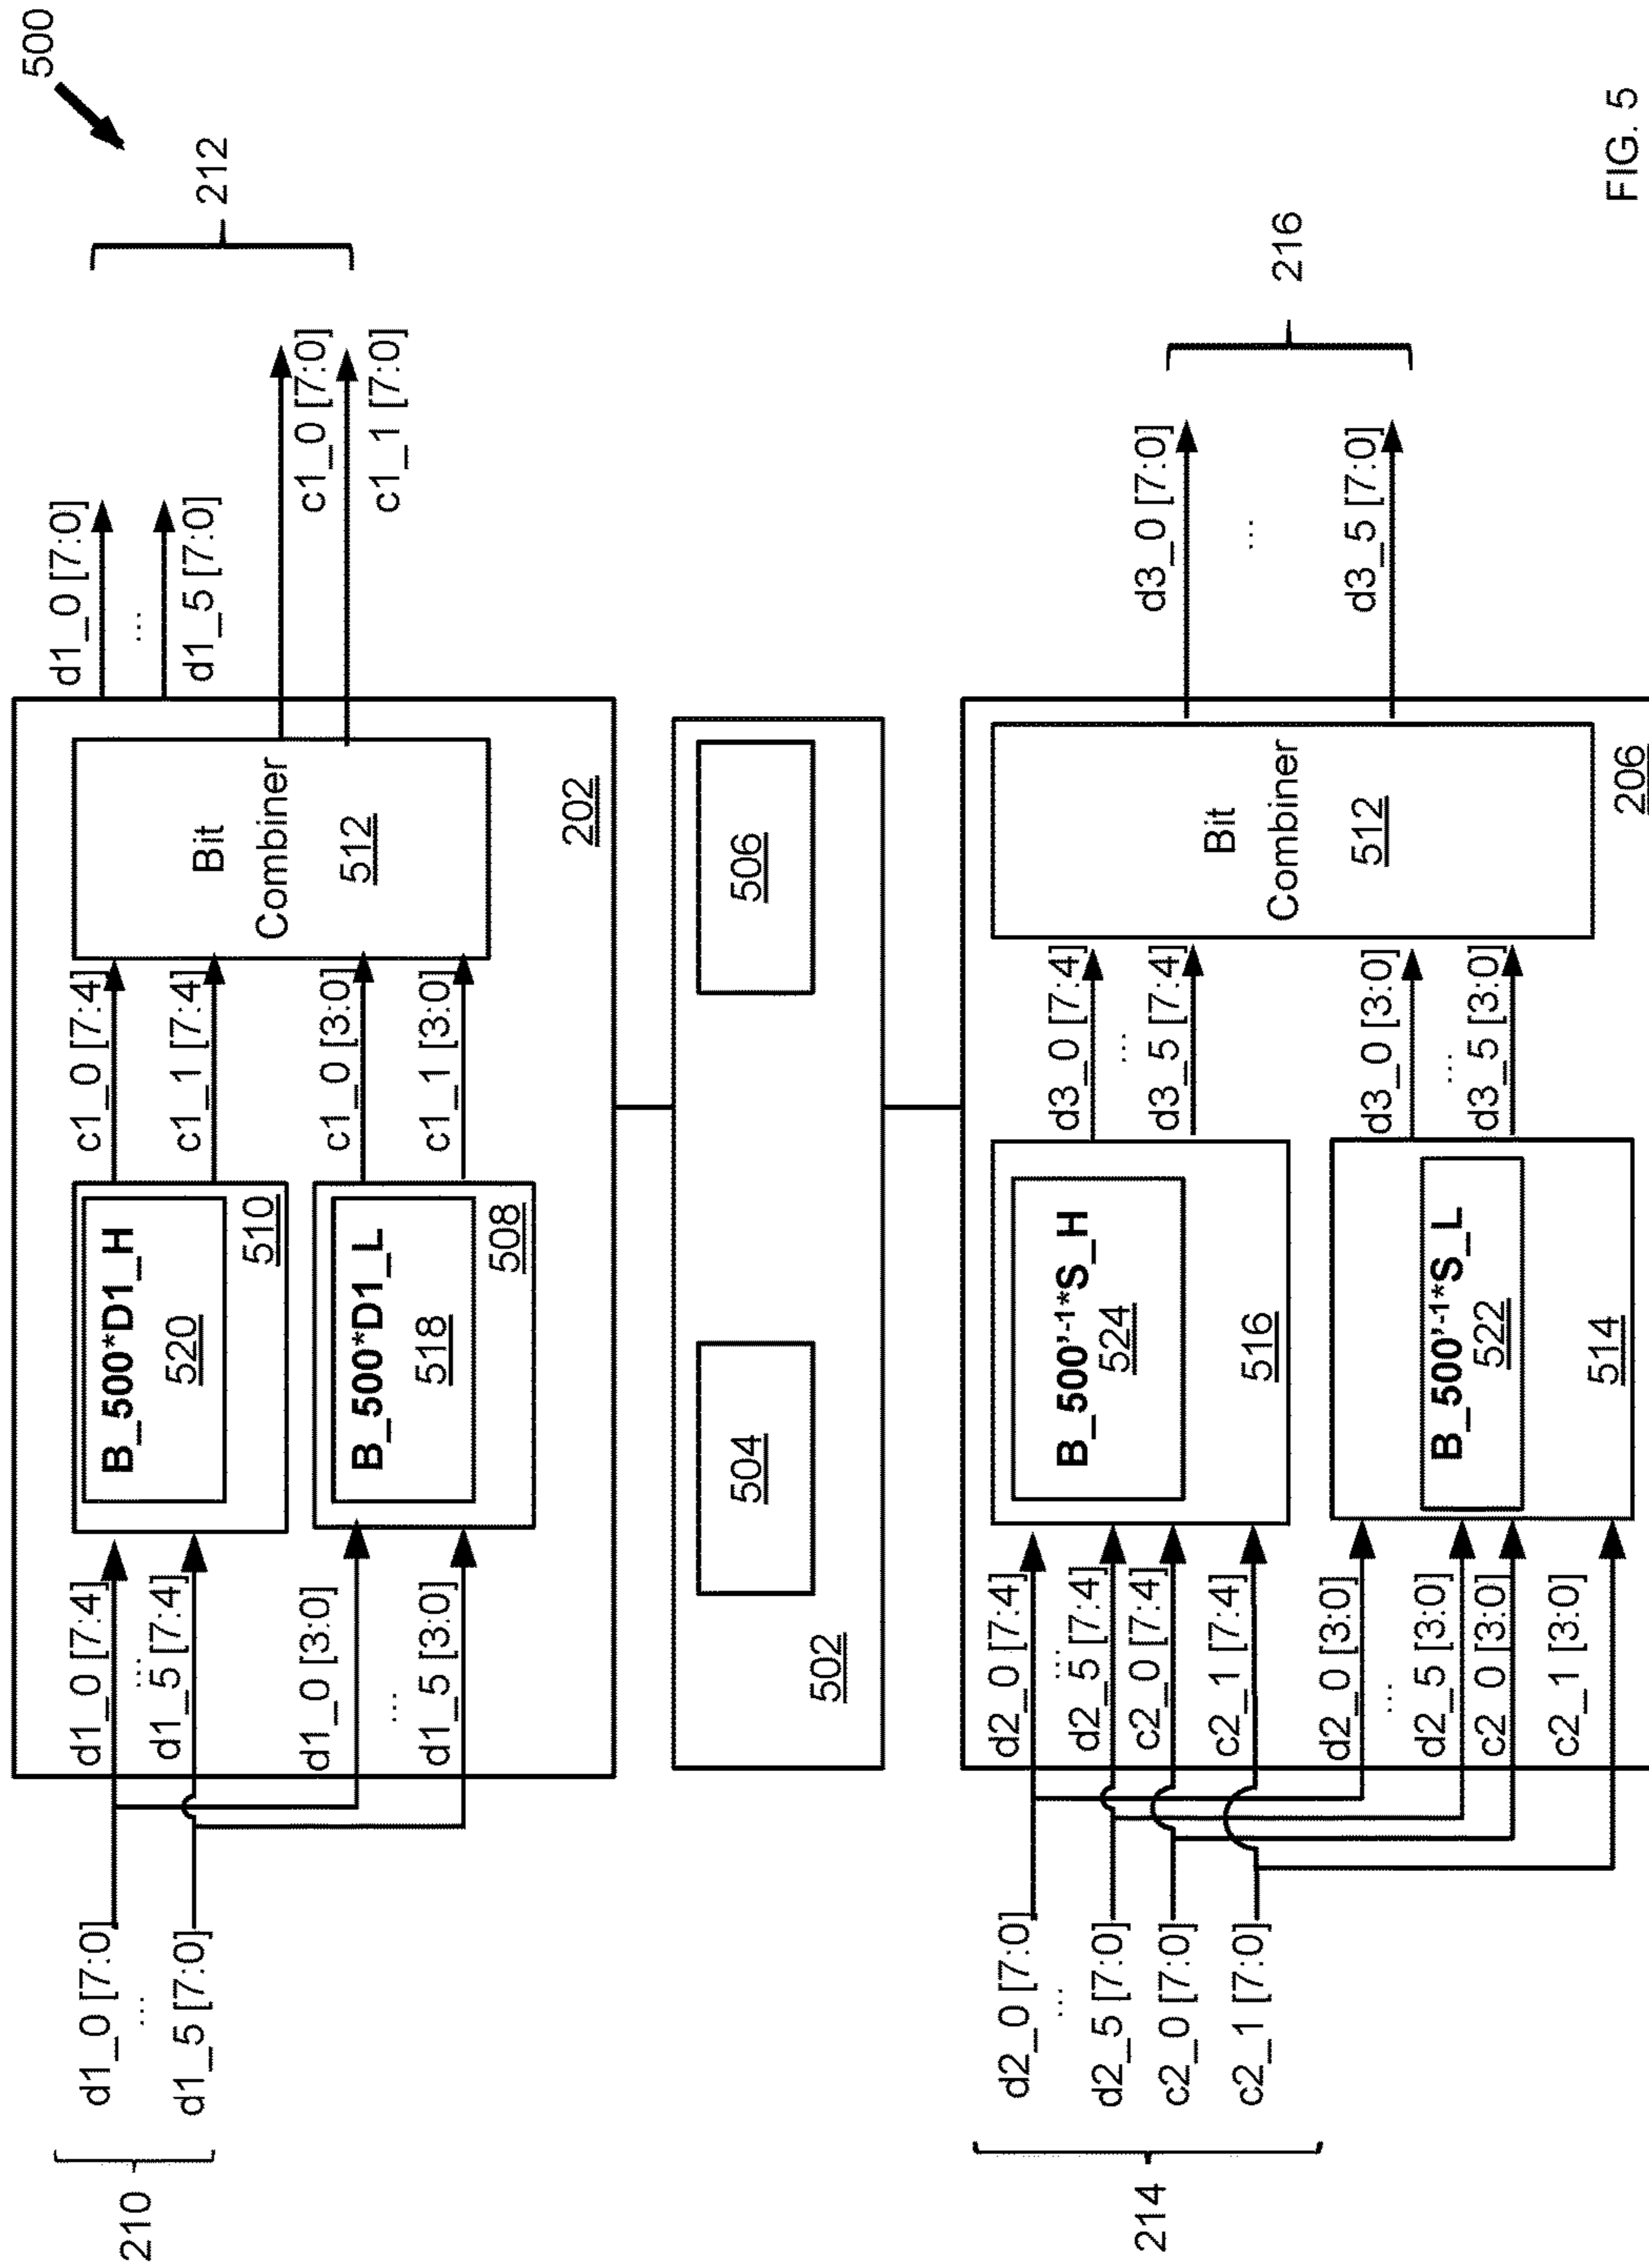 500
210
d1_0 [7:0]
...
d1_5 [7:0]
d1_0 [7:4]
...
d1_5 [7:4]
d1_0 [3:0]
...
d1_5 [3:0]
B_500*D1_H
520
510
B_500*D1_L
518
508
c1_0 [7:4]
c1_1 [7:4]
c1_0 [3:0]
c1_1 [3:0]
Bit
Combiner
512
202
d1_0 [7:0]
...
d1_5 [7:0]
c1_0 [7:0]
c1_1 [7:0]
212
502
504
506
214
d2_0 [7:0]
...
d2_5 [7:0]
c2_0 [7:0]
c2_1 [7:0]
d2_0 [7:4]
...
d2_5 [7:4]
c2_0 [7:4]
c2_1 [7:4]
d2_0 [3:0]
...
d2_5 [3:0]
c2_0 [3:0]
c2_1 [3:0]
B_500'-1*S_H
524
516
B_500'-1*S_L
522
514
d3_0 [7:4]
...
d3_5 [7:4]
d3_0 [3:0]
...
d3_5 [3:0]
Bit
Combiner
512
206
d3_0 [7:0]
...
d3_5 [7:0]
216
FIG. 5